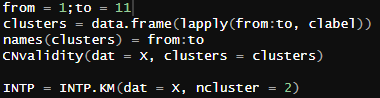 from = 1;to = 11
clusters = data.frame(lapply(from:to, clabel))
names(clusters) = from:to
CNvalidity(dat = X, clusters = clusters)
INTP = INTP.KM(dat = X, ncluster = 2)